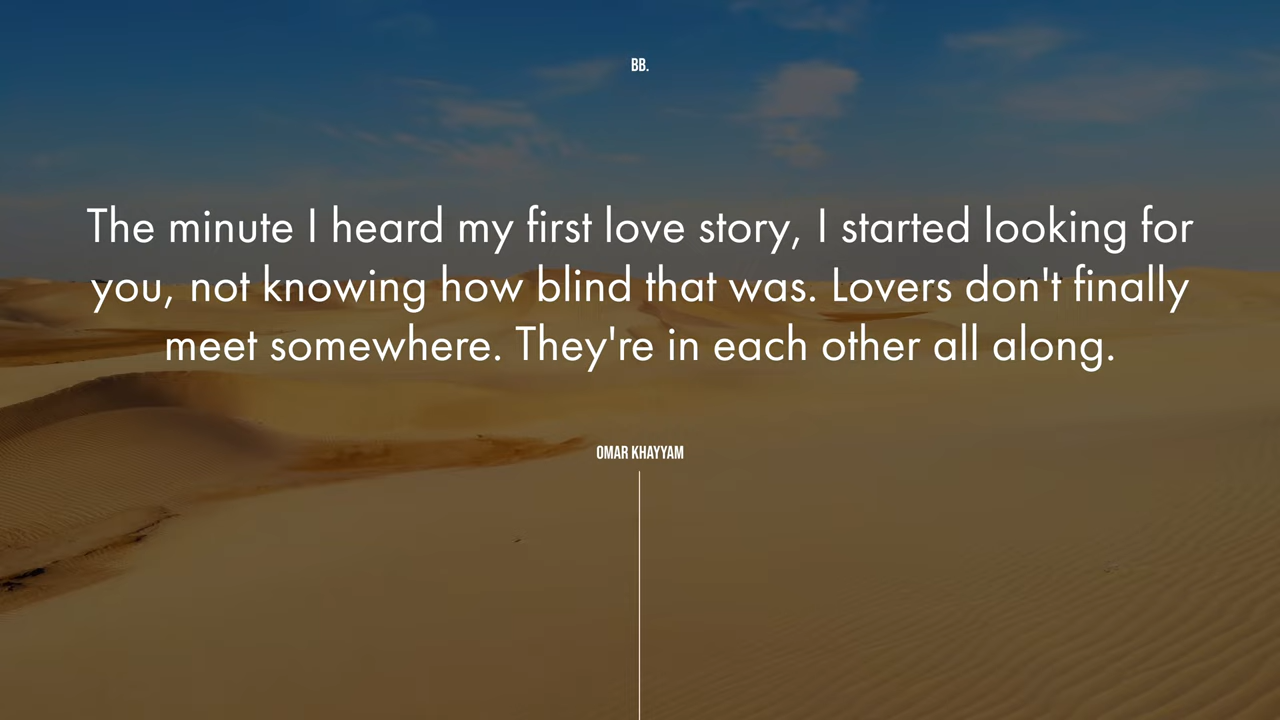 BB.
The minute I heard my first love story, I started looking for
you, not knowing how blind that was. Lovers don't finally
meet somewhere. They're in each other all along.
OMAR KHAYYAM